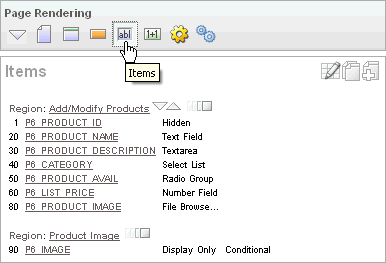 Page Rendering
abl 1+1
Items
Items
Region: Add/Modify Products
1 P6_PRODUCT_ID Hidden
20 P6_PRODUCT_NAME Text Field
30 P6_PRODUCT_DESCRIPTION Textarea
40 P6_CATEGORY Select List
50 P6_PRODUCT_AVAIL Radio Group
60 P6_LIST_PRICE Number Field
80 P6_PRODUCT_IMAGE File Browse...
Region: Product Image
90 P6_IMAGE Display Only Conditional